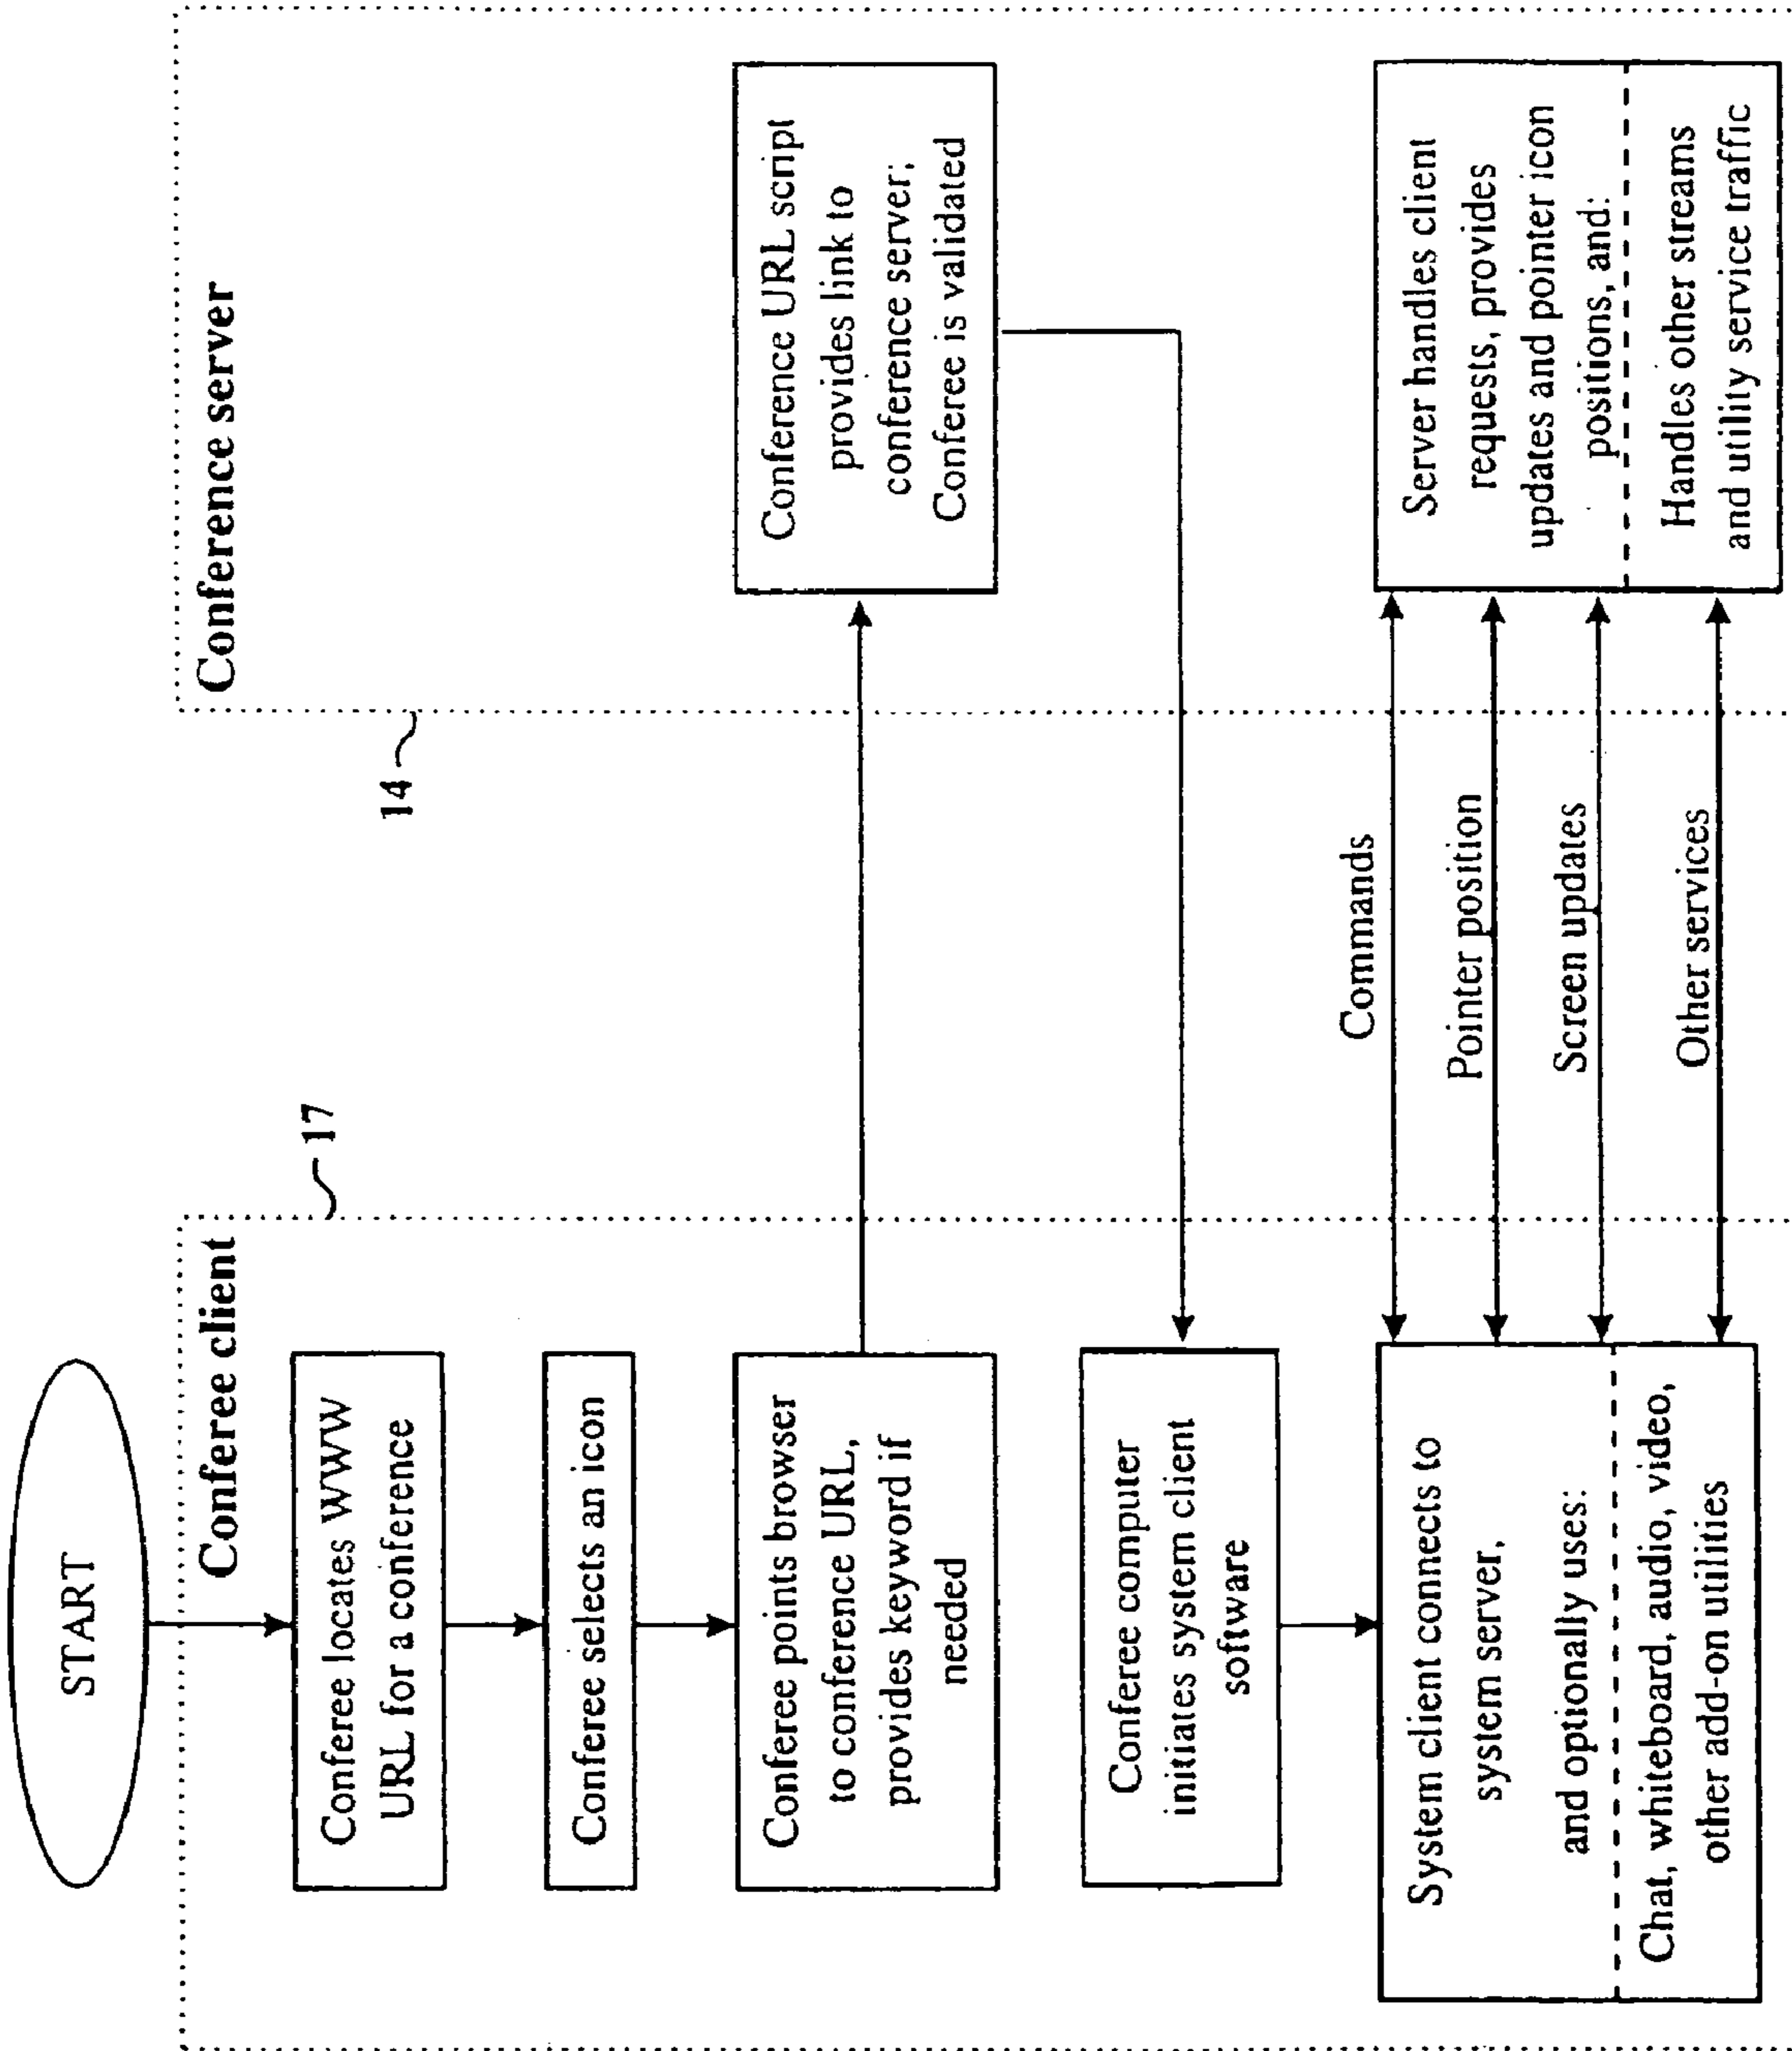 START
Conferee client
17
Conferee locates WWW
URL for a conference
Conferee selects an icon
Conferee points browser
to conference URL,
provides keyword if
needed
Conferee computer
initiates system client
software
System client connects to
system server,
and optionally uses:
Chat, whiteboard, audio, video,
other add-on utilities
14
Commands
Pointer position
Screen updates
Other services
Conference server
Conference URL script
provides link to
conference server;
Conferee is validated
Server handles client
requests, provides
updates and pointer icon
positions, and:
Handles other streams
and utility service traffic